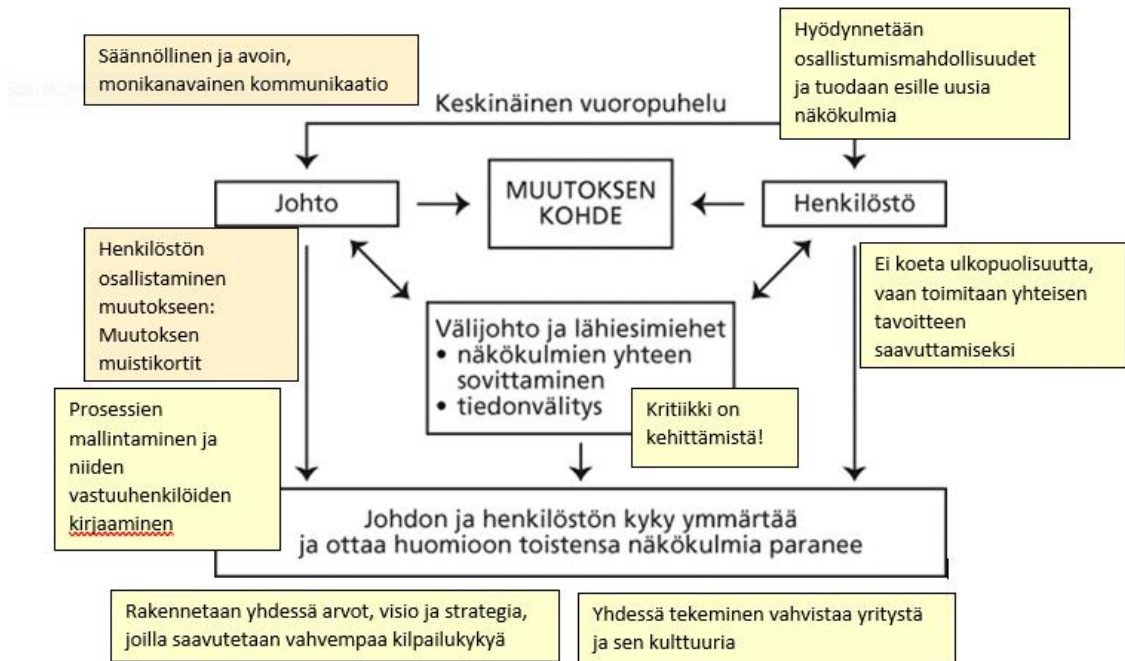 Säännöllinen ja avoin,
monikanavainen kommunikaatio
Hyödynnetään
osallistumismahdollisuudet
ja tuodaan esille uusia
näkökulmia
Keskinäinen vuoropuhelu
Johto
MUUTOKSEN
KOHDE
Henkilöstö
Henkilöstön
osallistaminen
muutokseen:
Muutoksen
muistikortit
Ei koeta ulkopuolisuutta,
vaan toimitaan yhteisen
tavoitteen
saavuttamiseksi
Välijohto ja lähiesimiehet
• näkökulmien yhteen
sovittaminen
• tiedonvälitys
Kritiikki on
kehittämistä!
Prosessien
mallintaminen ja
niiden
vastuuhenkilöiden
kirjaaminen
Johdon ja henkilöstön kyky ymmärtää
ja ottaa huomioon toistensa näkökulmia paranee
Rakennetaan yhdessä arvot, visio ja strategia,
joilla saavutetaan vahvempaa kilpailukykyä
Yhdessä tekeminen vahvistaa yritystä
ja sen kulttuuria